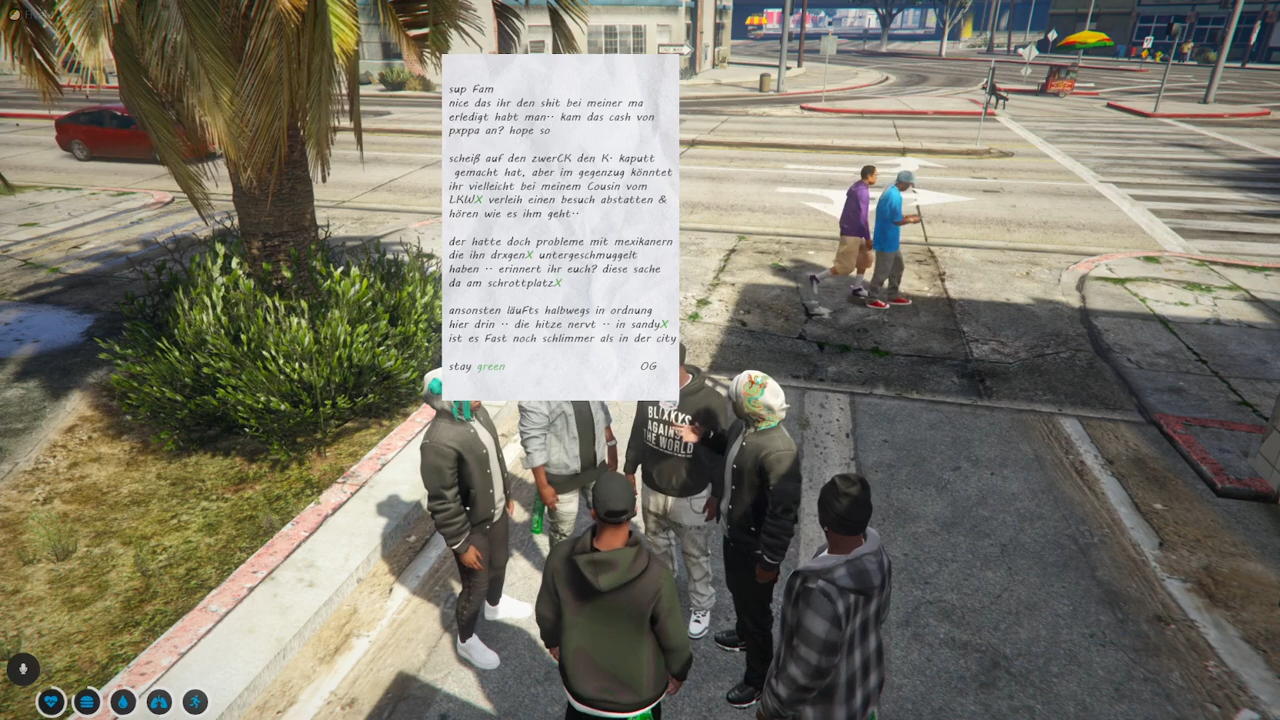 sup Fam
nice das ihr den shit bei meiner ma
erledigt habt man·· kam das cash von
pxppa an? hope so
scheiß auf den zwerCK den K· kaputt
gemacht hat, aber im gegenzug könntet
ihr vielleicht bei meinem Cousin vom
LKWX verleih einen besuch abstatten &
hören wie es ihm geht··
der hatte doch probleme mit mexikanern
die ihn drxgenX untergeschmuggelt
haben ·· erinnert ihr euch? diese sache
da am schrottplatzX
ansonsten läuFts halbwegs in ordnung
hier drin ·· die hitze nervt ·· in sandyX
ist es Fast noch schlimmer als in der city
stay green OG
BLIXKYS
AGAINST
THE WORLD